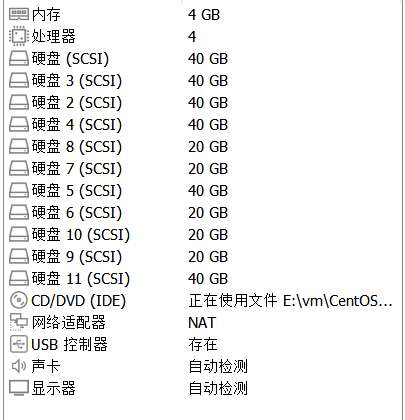 内存 4 GB
处理器 4
硬盘 (SCSI) 40 GB
硬盘 3 (SCSI) 40 GB
硬盘 2 (SCSI) 40 GB
硬盘 4 (SCSI) 40 GB
硬盘 8 (SCSI) 20 GB
硬盘 7 (SCSI) 20 GB
硬盘 5 (SCSI) 40 GB
硬盘 6 (SCSI) 20 GB
硬盘 10 (SCSI) 20 GB
硬盘 9 (SCSI) 20 GB
硬盘 11 (SCSI) 40 GB
CD/DVD (IDE) 正在使用文件 E:\vm\CentOS...
网络适配器 NAT
USB 控制器 存在
声卡 自动检测
显示器 自动检测